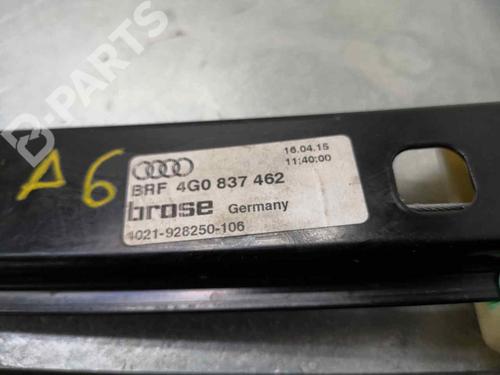 B-PARTS
A6
16.04.15
11:40:00
BRF 4G0 837 462
brose Germany
4021-928250-106